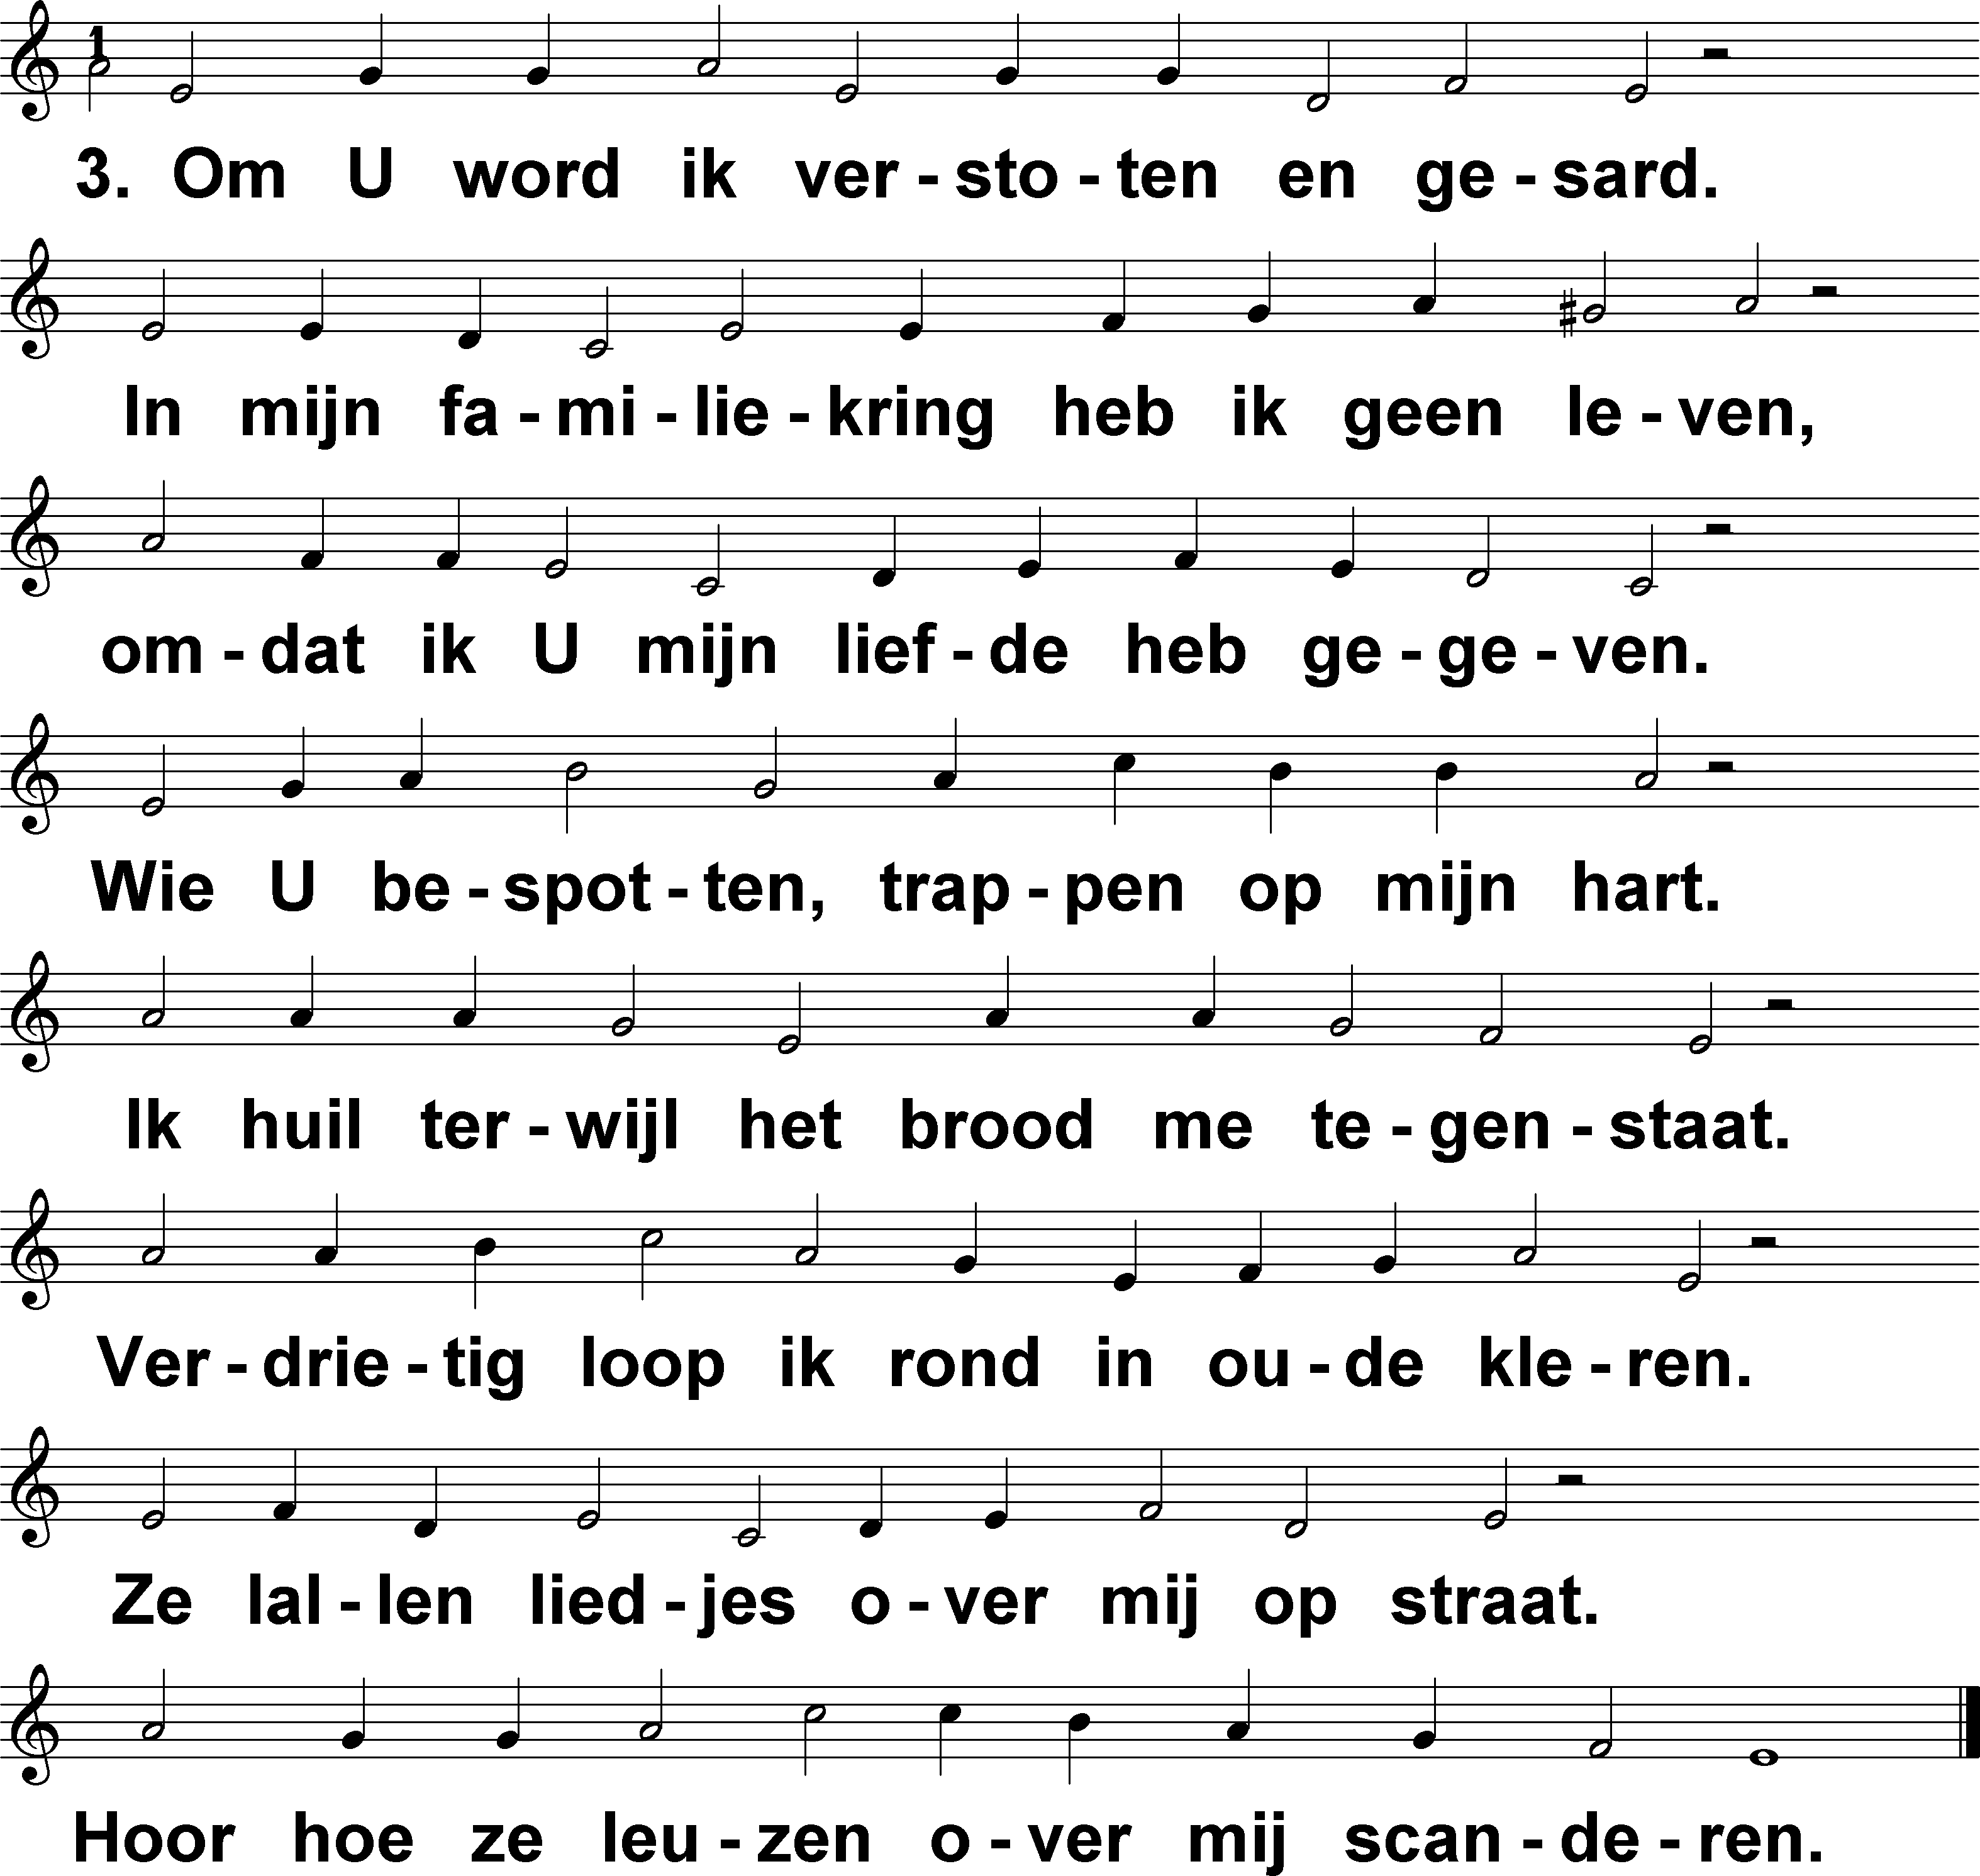 1
3. Om U word ik ver - sto - ten en ge - sard.
In mijn fa - mi - lie - kring heb ik geen le - ven,
om - dat ik U mijn lief - de heb ge - ge - ven.
Wie U be - spot - ten, trap - pen op mijn hart.
Ik huil ter - wijl het brood me te - gen - staat.
Ver - drie - tig loop ik rond in ou - de kle - ren.
Ze lal - len lied - jes o - ver mij op straat.
Hoor hoe ze leu - zen o - ver mij scan - de - ren.